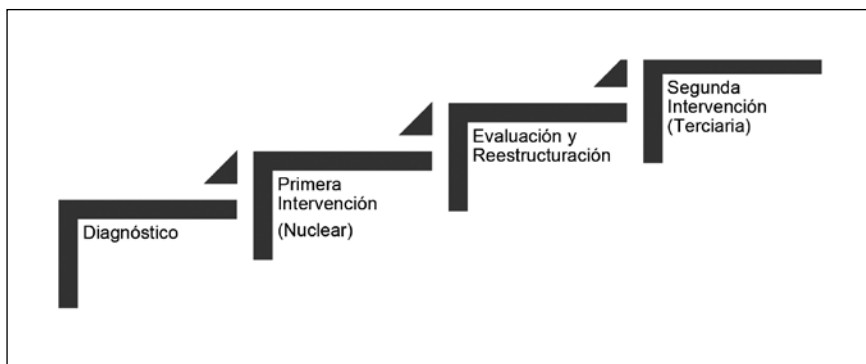 Diagnóstico
Primera
Intervención
(Nuclear)
Evaluación y
Reestructuración
Segunda
Intervención
(Terciaria)